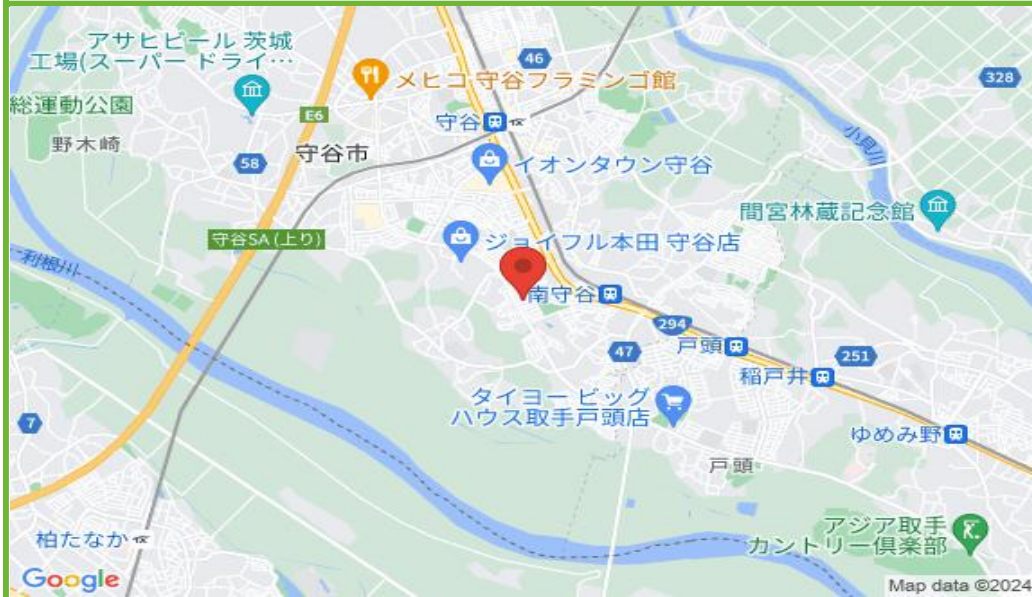 アサヒビール 茨城
工場(スーパー ドライ…
46
メヒコ 守谷フラミンゴ館
328
総運動公園
E6
守谷
小貝川
野木崎
58
守谷市
イオンタウン守谷
間宮林蔵記念館
守谷SA (上り)
ジョイフル本田 守谷店
利根川
南守谷
294
戸頭
47
251
稲戸井
タイヨー ビッグ
ハウス取手戸頭店
7
ゆめみ野
戸頭
アジア取手
カントリー倶楽部
柏たなか
Google
Map data ©2024